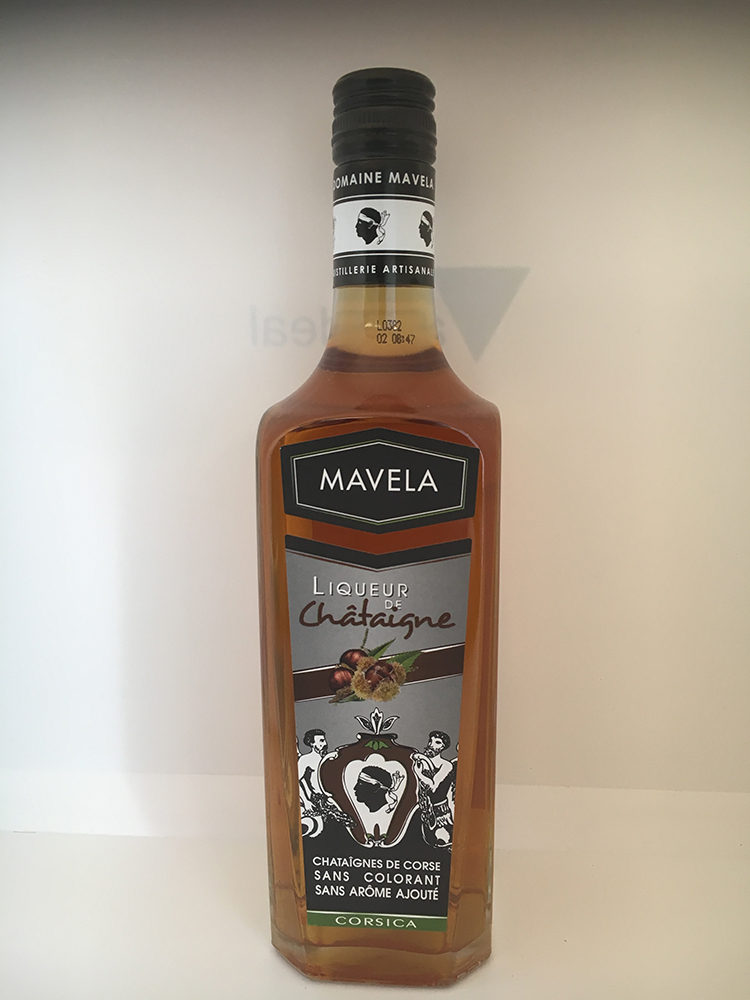 DOMAINE MAVELA
DISTILLERIE ARTISANALE
L0382
02 08:47
MAVELA
LIQUEUR
DE
Châtaigne
CHATAÎGNES DE CORSE
SANS COLORANT
SANS ARÔME AJOUTÉ
CORSICA